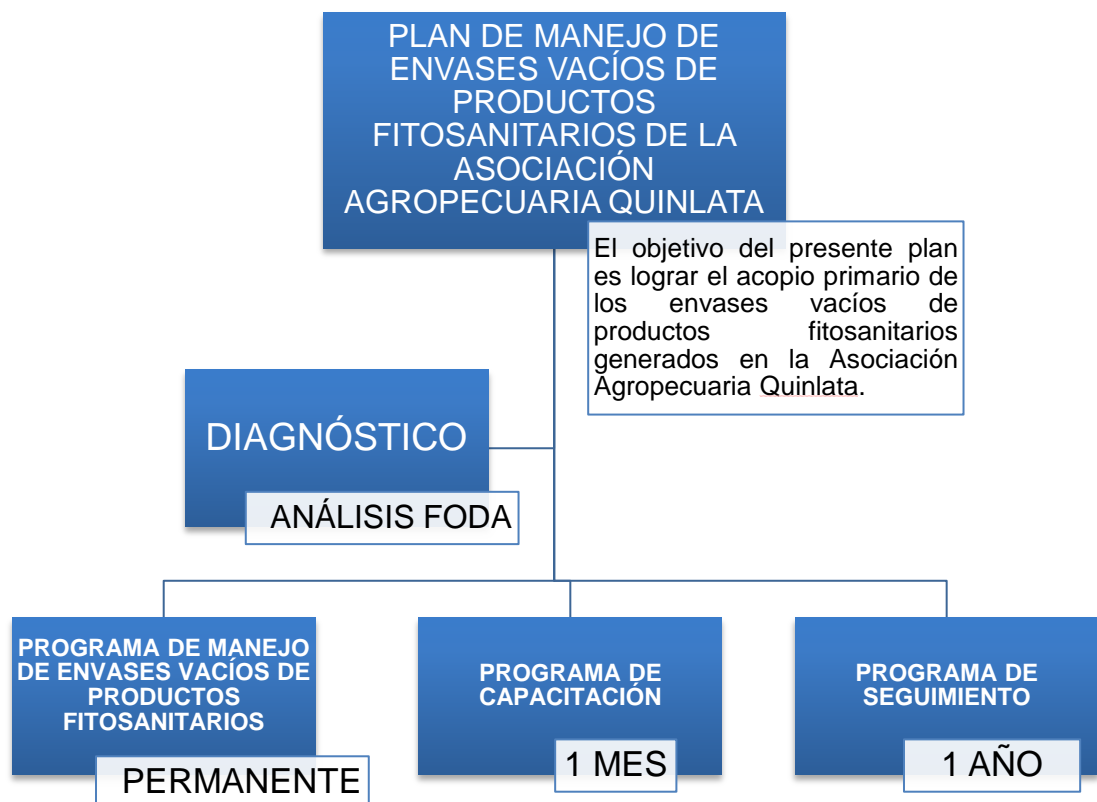 PLAN DE MANEJO DE
ENVASES VACÍOS DE
PRODUCTOS
FITOSANITARIOS DE LA
ASOCIACIÓN
AGROPECUARIA QUINLATA
El objetivo del presente plan
es lograr el acopio primario de
los envases vacíos de
productos fitosanitarios
generados en la Asociación
Agropecuaria Quinlata.
DIAGNÓSTICO
ANÁLISIS FODA
PROGRAMA DE MANEJO
DE ENVASES VACÍOS DE
PRODUCTOS
FITOSANITARIOS
PERMANENTE
PROGRAMA DE
CAPACITACIÓN
1 MES
PROGRAMA DE
SEGUIMIENTO
1 AÑO